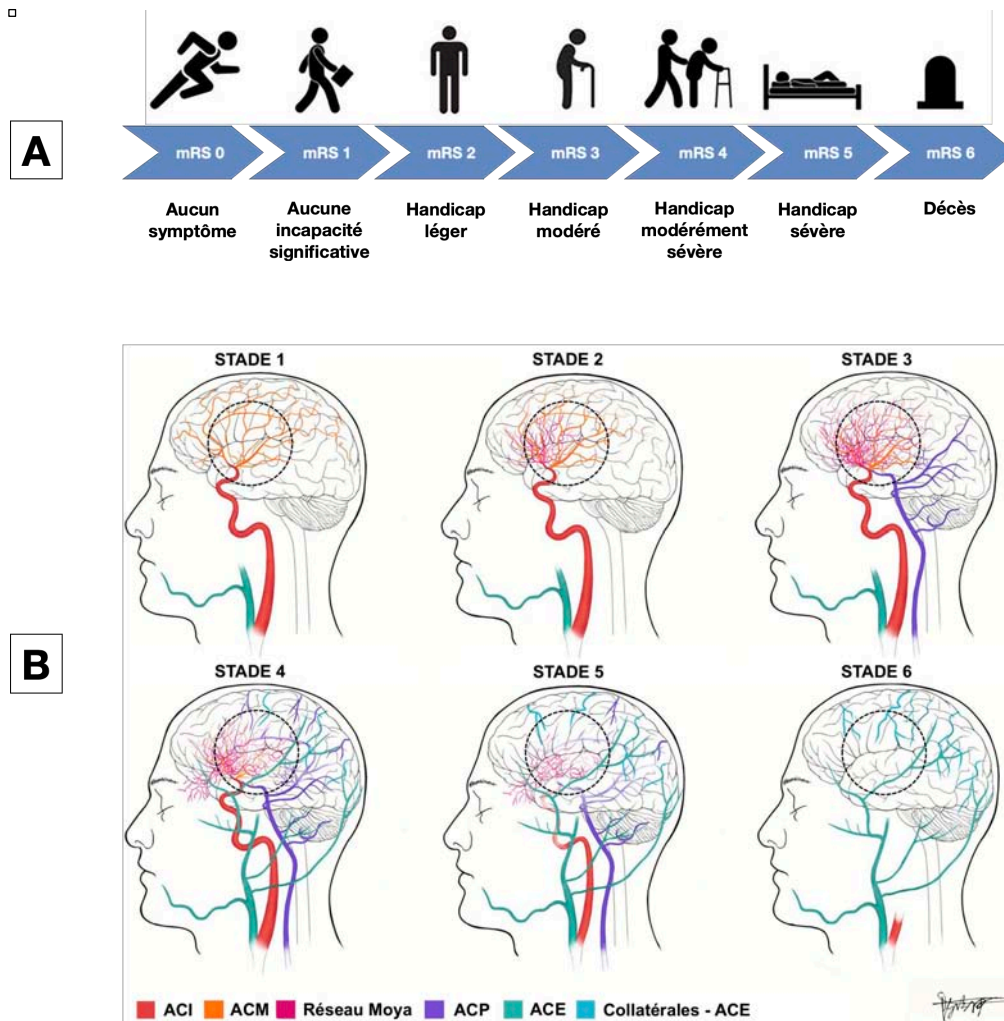 A
mRS 0
mRS 1
mRS 2
mRS 3
mRS 4
mRS 5
mRS 6
Aucun
symptôme
Aucune
incapacité
significative
Handicap
léger
Handicap
modéré
Handicap
modérément
sévère
Handicap
sévère
Décès
B
STADE 1
STADE 2
STADE 3
STADE 4
STADE 5
STADE 6
ACI
ACM
Réseau Moya
ACP
ACE
Collatérales - ACE